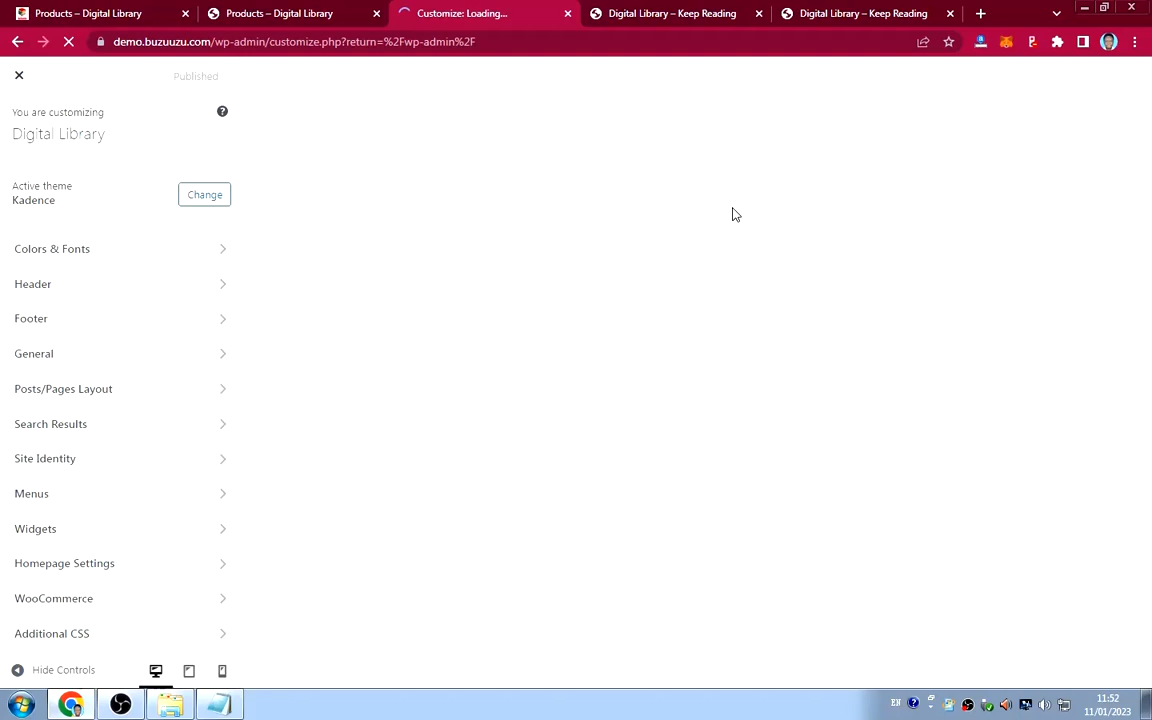 Products – Digital Library
Products – Digital Library
Customize: Loading...
Digital Library – Keep Reading
Digital Library – Keep Reading
demo.buzuuzu.com/wp-admin/customize.php?return=%2Fwp-admin%2F
Published
You are customizing
Digital Library
Active theme
Kadence
Change
Colors & Fonts
Header
Footer
General
Posts/Pages Layout
Search Results
Site Identity
Menus
Widgets
Homepage Settings
WooCommerce
Additional CSS
Hide Controls
EN
11:52
11/01/2023